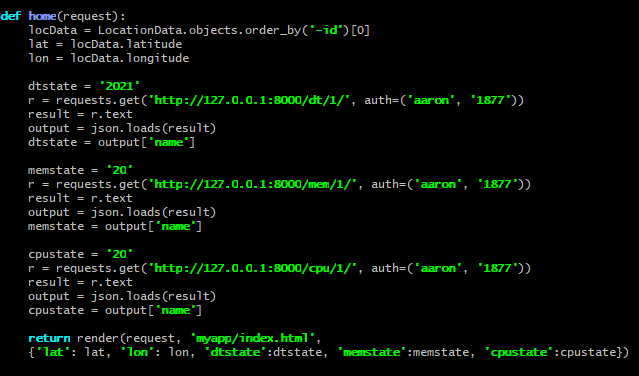 def home(request):
    locData = LocationData.objects.order_by('-id')[0]
    lat = locData.latitude
    lon = locData.longitude

    dtstate = '2021'
    r = requests.get('http://127.0.0.1:8000/dt/1/', auth=('aaron', '1877'))
    result = r.text
    output = json.loads(result)
    dtstate = output['name']

    memstate = '20'
    r = requests.get('http://127.0.0.1:8000/mem/1/', auth=('aaron', '1877'))
    result = r.text
    output = json.loads(result)
    memstate = output['name']

    cpustate = '20'
    r = requests.get('http://127.0.0.1:8000/cpu/1/', auth=('aaron', '1877'))
    result = r.text
    output = json.loads(result)
    cpustate = output['name']

    return render(request, 'myapp/index.html',
    {'lat': lat, 'lon': lon, 'dtstate':dtstate, 'memstate':memstate, 'cpustate':cpustate})